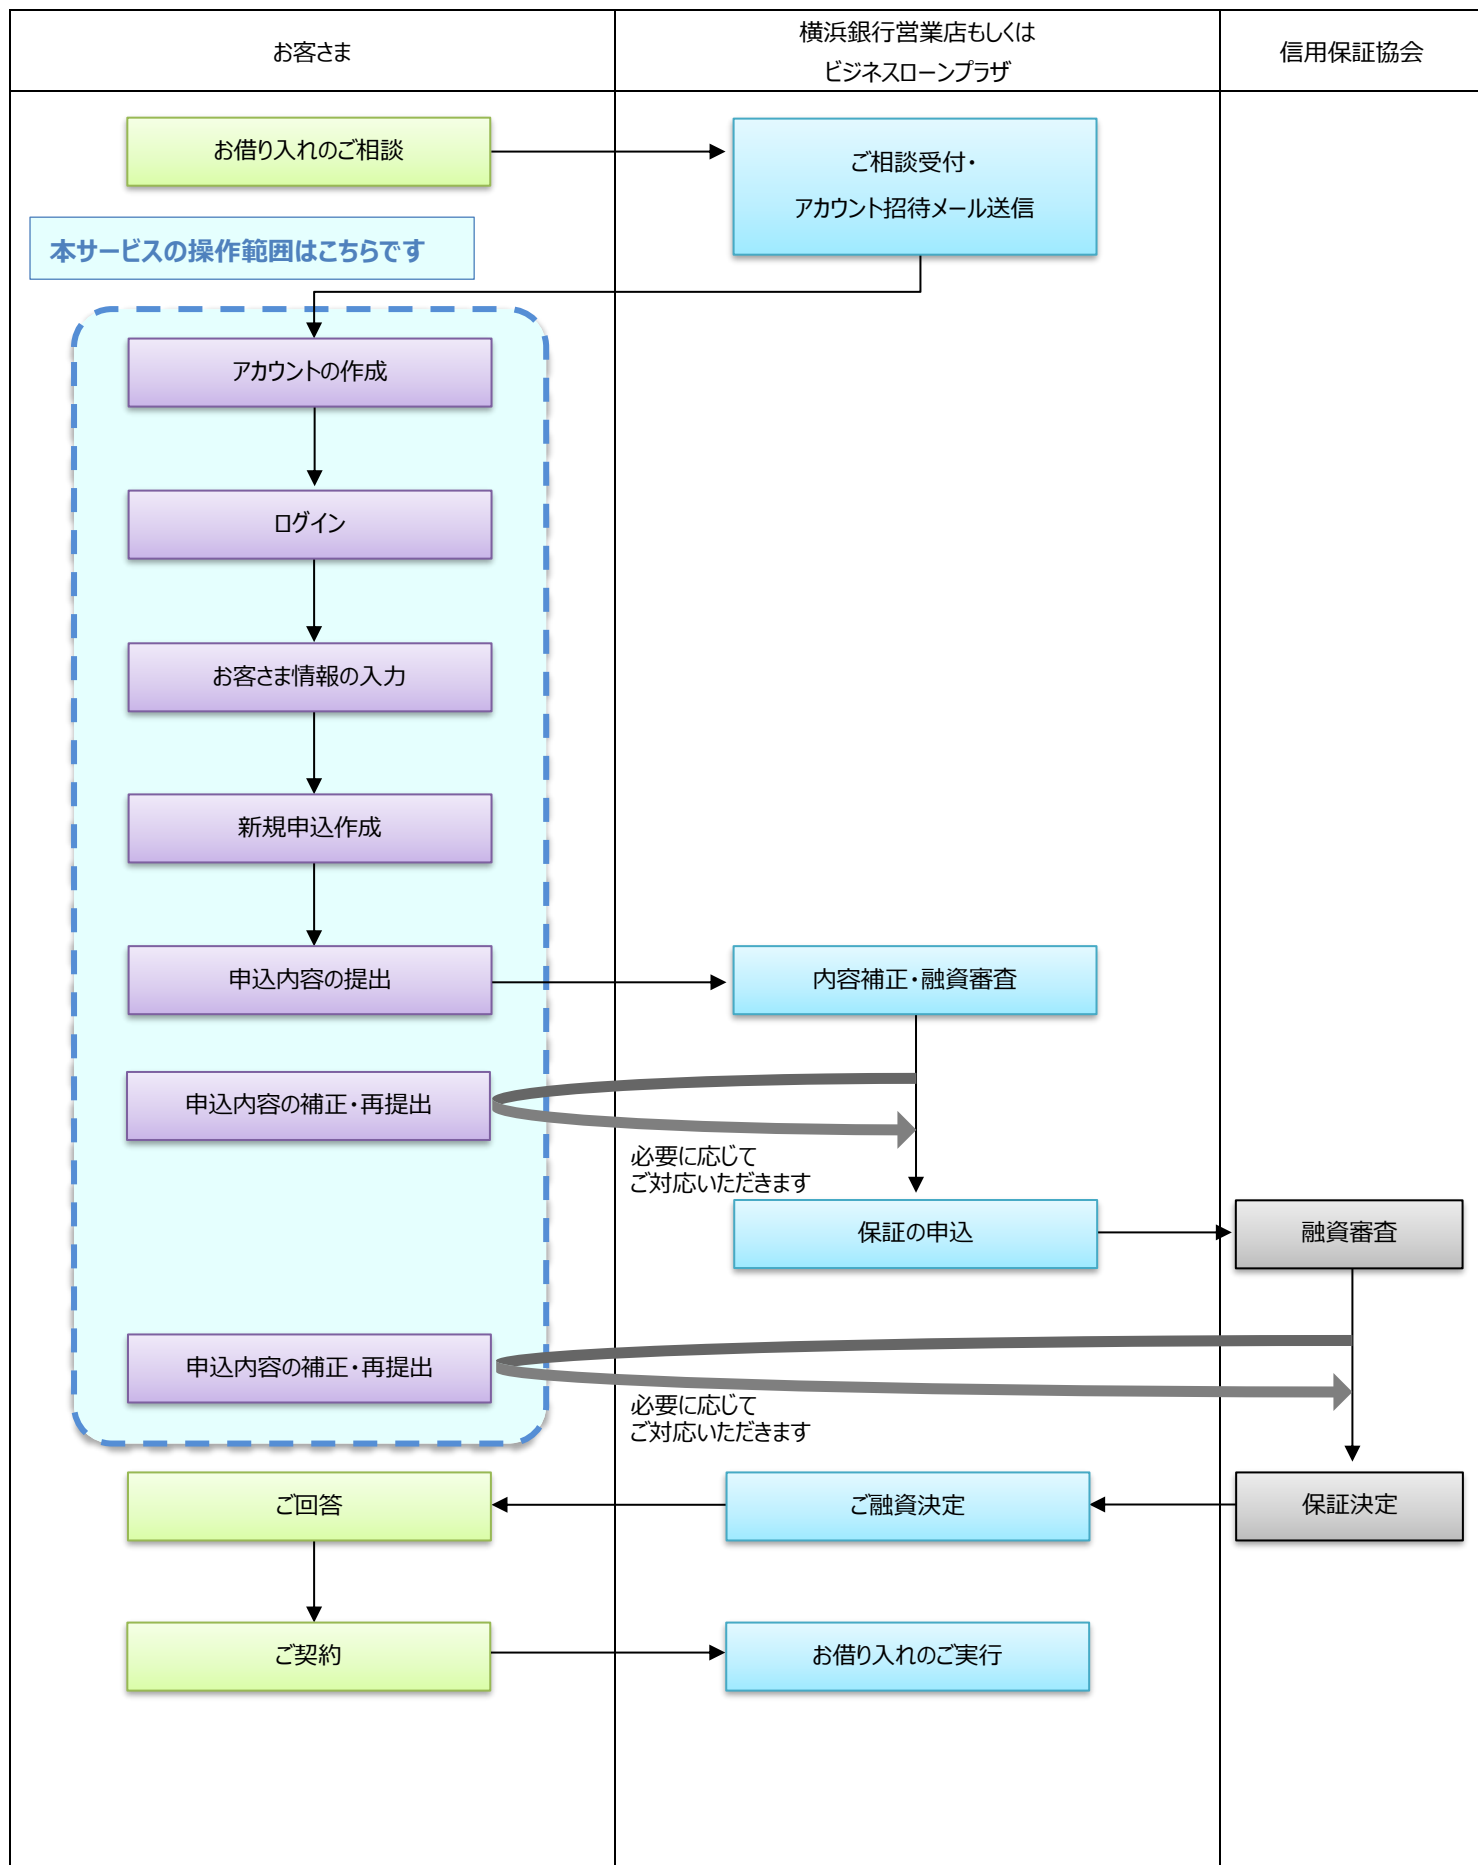 お客さま
横浜銀行営業店もしくは
ビジネスローンプラザ
信用保証協会
お借り入れのご相談
ご相談受付・
アカウント招待メール送信
本サービスの操作範囲はこちらです
アカウントの作成
ログイン
お客さま情報の入力
新規申込作成
申込内容の提出
内容補正・融資審査
申込内容の補正・再提出
必要に応じて
ご対応いただきます
保証の申込
融資審査
申込内容の補正・再提出
必要に応じて
ご対応いただきます
ご回答
ご融資決定
保証決定
ご契約
お借り入れのご実行